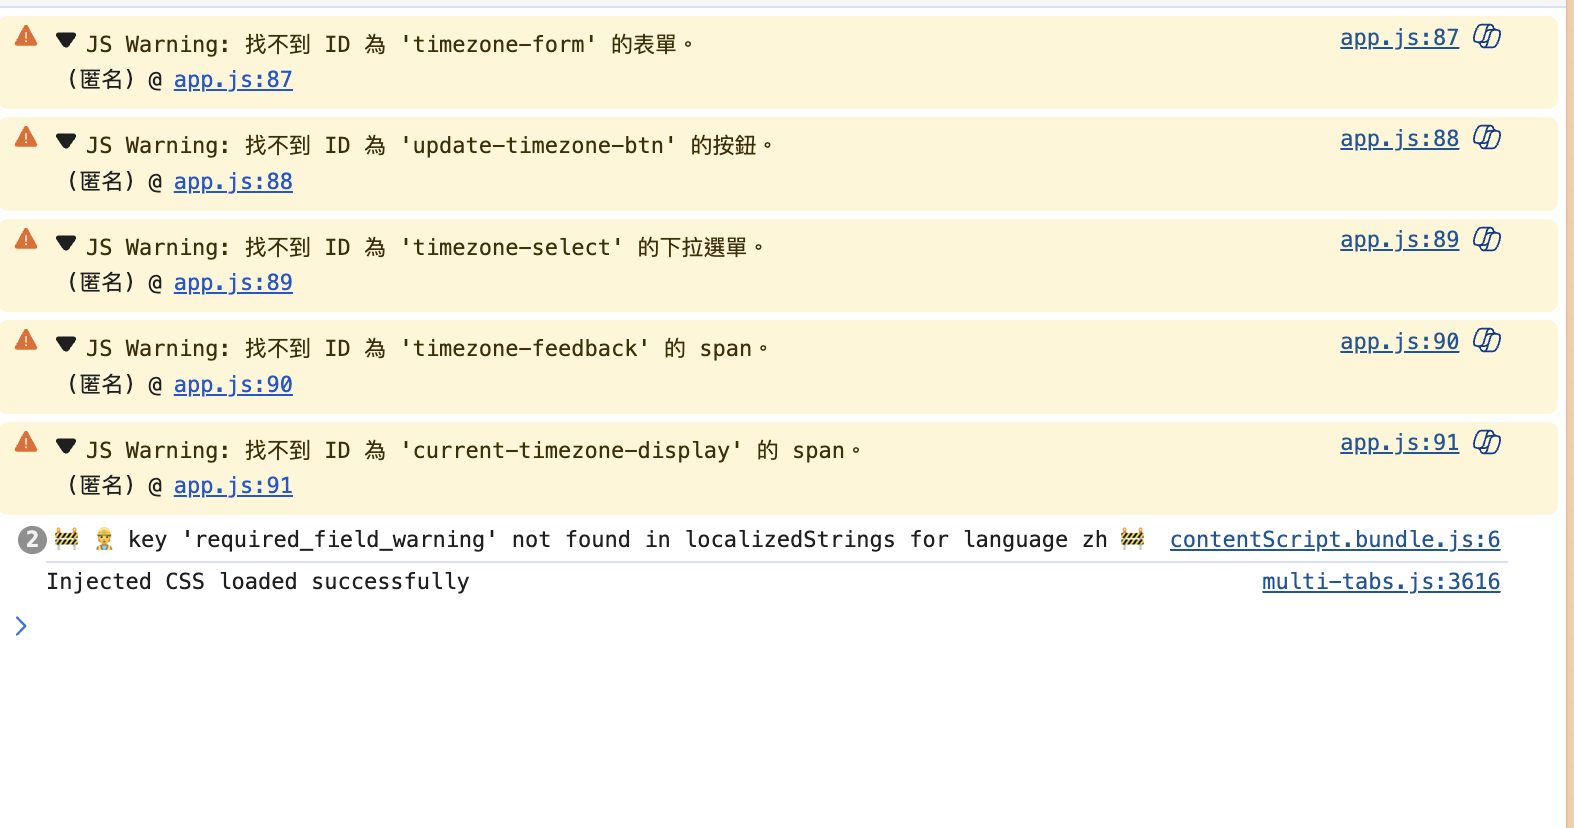 JS Warning: 找不到 ID 為 'timezone-form' 的表單。 app.js:87
(匿名) @ app.js:87
JS Warning: 找不到 ID 為 'update-timezone-btn' 的按鈕。 app.js:88
(匿名) @ app.js:88
JS Warning: 找不到 ID 為 'timezone-select' 的下拉選單。 app.js:89
(匿名) @ app.js:89
JS Warning: 找不到 ID 為 'timezone-feedback' 的 span。 app.js:90
(匿名) @ app.js:90
JS Warning: 找不到 ID 為 'current-timezone-display' 的 span。 app.js:91
(匿名) @ app.js:91
2 🚧 👷 key 'required_field_warning' not found in localizedStrings for language zh 🚧 contentScript.bundle.js:6
Injected CSS loaded successfully multi-tabs.js:3616